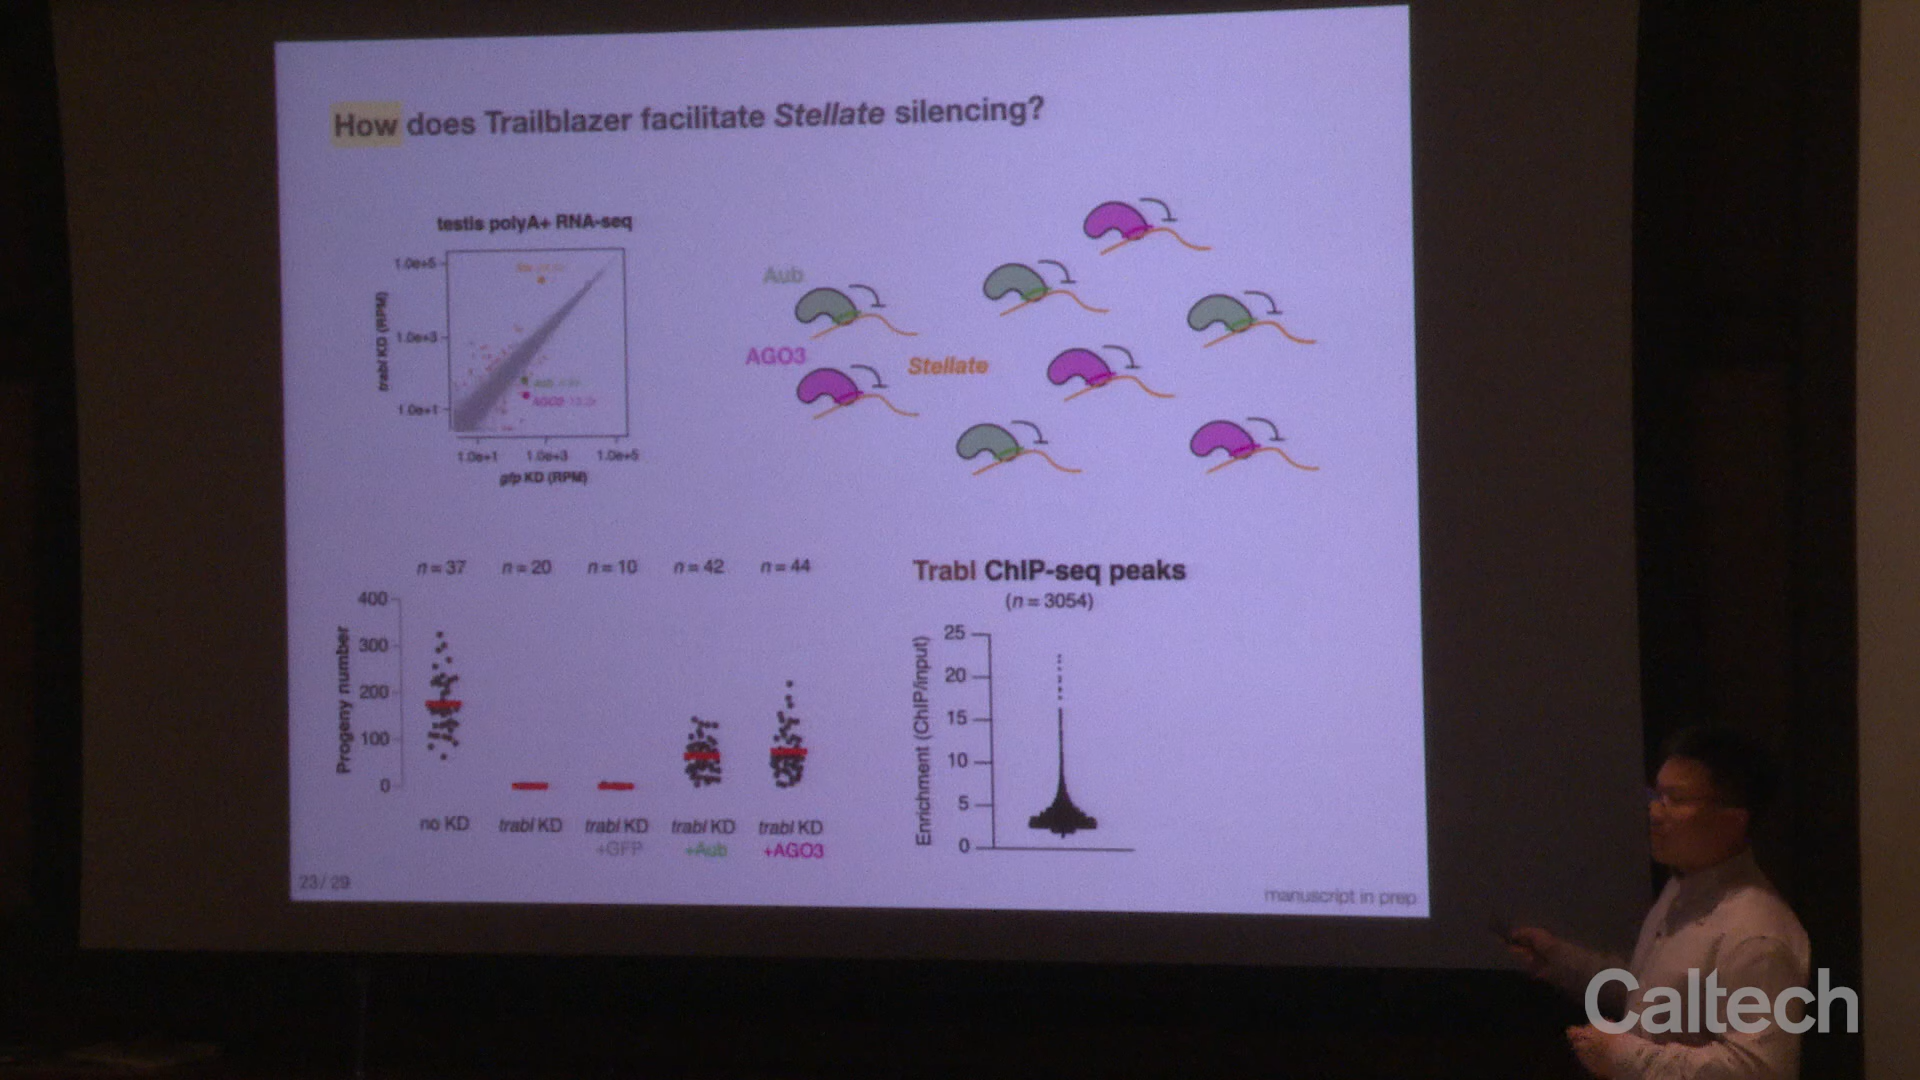 How does Trailblazer facilitate Stellate silencing?
testis polyA+ RNA-seq
1.0e+5
1.0e+3
1.0e+1
trabl KD (RPM)
Aub
AGO3
1.0e+1 1.0e+3 1.0e+5
gfp KD (RPM)
Aub
AGO3
Stellate
n = 37 n = 20 n = 10 n = 42 n = 44
400
300
200
100
0
Progeny number
no KD trabl KD trabl KD trabl KD trabl KD
+GFP +Aub +AGO3
Trabl ChIP-seq peaks
(n = 3054)
25
20
15
10
5
0
Enrichment (ChIP/input)
23 / 29
manuscript in prep
Caltech